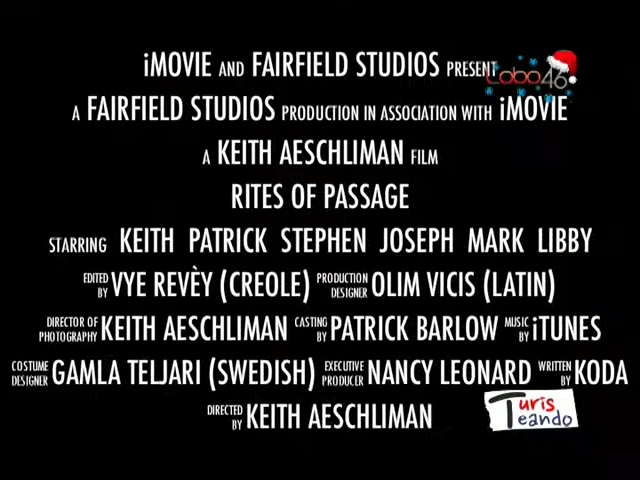 iMOVIE AND FAIRFIELD STUDIOS PRESENT
Lobo46
A FAIRFIELD STUDIOS PRODUCTION IN ASSOCIATION WITH iMOVIE
A KEITH AESCHLIMAN FILM
RITES OF PASSAGE
STARRING KEITH PATRICK STEPHEN JOSEPH MARK LIBBY
EDITED BY VYE REVÈY (CREOLE) PRODUCTION DESIGNER OLIM VICIS (LATIN)
DIRECTOR OF PHOTOGRAPHY KEITH AESCHLIMAN CASTING BY PATRICK BARLOW MUSIC BY iTUNES
COSTUME DESIGNER GAMLA TELJARI (SWEDISH) EXECUTIVE PRODUCER NANCY LEONARD WRITTEN BY KODA
DIRECTED BY KEITH AESCHLIMAN
Turis
Teando